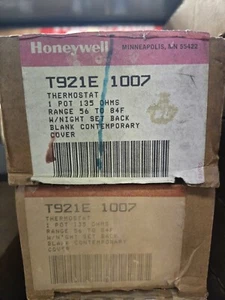 Honeywell
MINNEAPOLIS, MN 55422
T921E 1007
THERMOSTAT
1 POT 135 OHMS
RANGE 56 TO 84F
W/NIGHT SET BACK
BLANK CONTEMPORARY
COVER
T921E 1007
THERMOSTAT
1 POT 135 OHMS
RANGE 56 TO 84F
W/NIGHT SET BACK
BLANK CONTEMPORARY
COVER